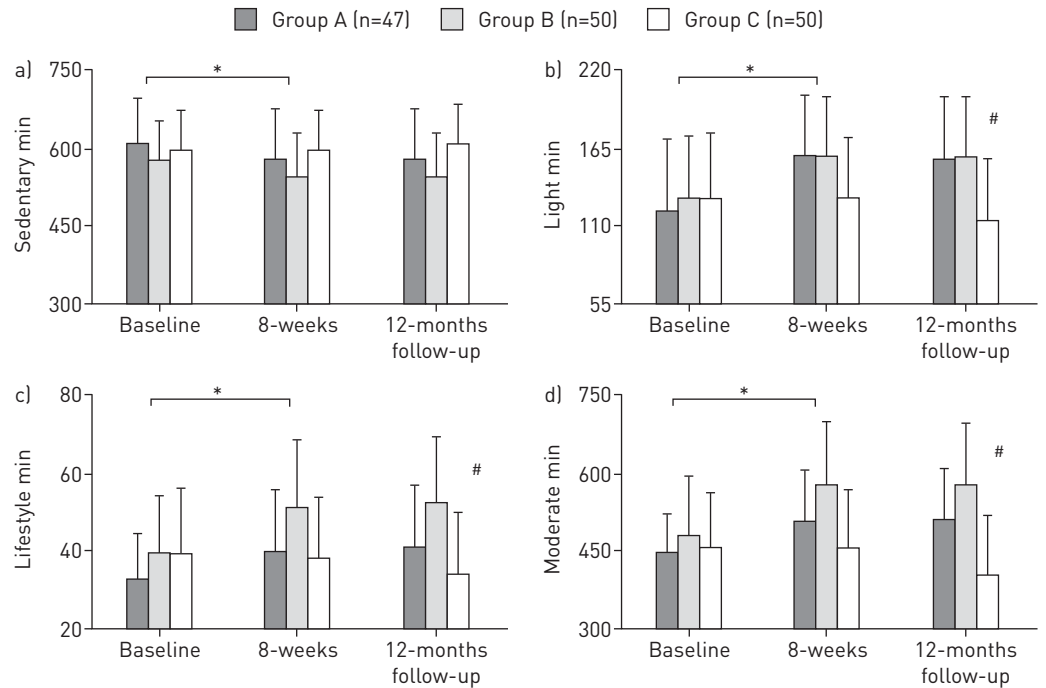 Group A (n=47) Group B (n=50) Group C (n=50)
a)
Sedentary min
750
600
450
300
*
Baseline 8-weeks 12-months
follow-up
b)
Light min
220
165
110
55
*
#
Baseline 8-weeks 12-months
follow-up
c)
Lifestyle min
80
60
40
20
*
#
Baseline 8-weeks 12-months
follow-up
d)
Moderate min
750
600
450
300
*
#
Baseline 8-weeks 12-months
follow-up